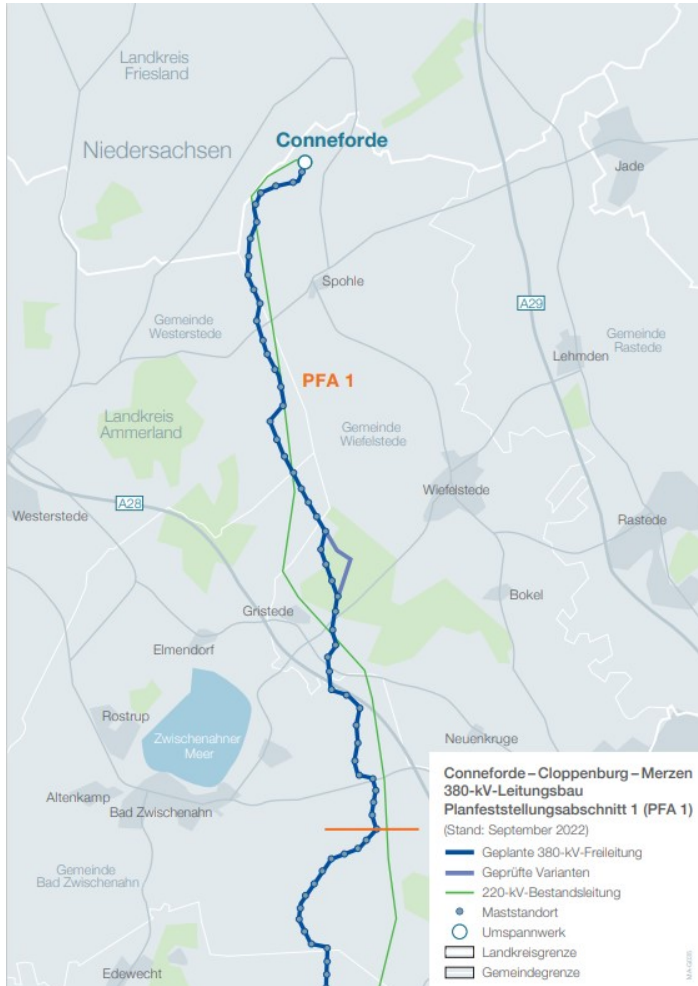 Landkreis
Friesland
Conneforde
Niedersachsen
Jade
Spohle
A29
Gemeinde
Westerstede
Gemeinde
Rastede
Lehmden
PFA 1
Landkreis
Ammerland
Gemeinde
Wiefelstede
Wiefelstede
A28
Westerstede
Rastede
Bokel
Gristede
Elmendorf
Rostrup
Zwischenahner
Meer
Neuenkruge
Altenkamp
Bad Zwischenahn
Gemeinde
Bad Zwischenahn
Edewecht
Conneforde – Cloppenburg – Merzen
380-kV-Leitungsbau
Planfeststellungsabschnitt 1 (PFA 1)
(Stand: September 2022)
Geplante 380-kV-Freileitung
Geprüfte Varianten
220-kV-Bestandsleitung
Maststandort
Umspannwerk
Landkreisgrenze
Gemeindegrenze